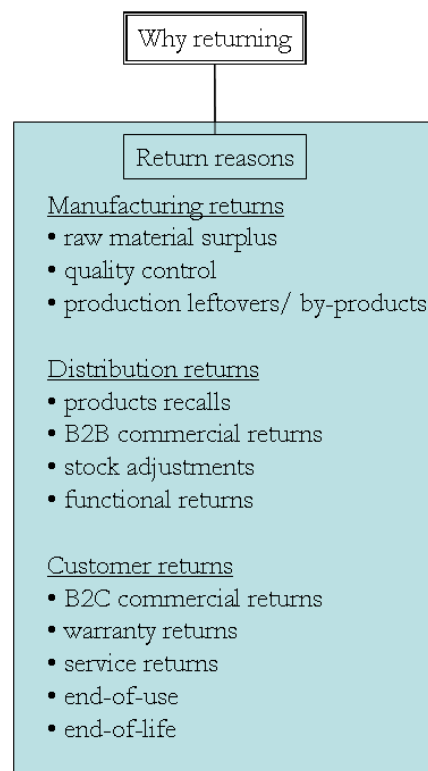 Why returning
Return reasons
Manufacturing returns
• raw material surplus
• quality control
• production leftovers/ by-products
Distribution returns
• products recalls
• B2B commercial returns
• stock adjustments
• functional returns
Customer returns
• B2C commercial returns
• warranty returns
• service returns
• end-of-use
• end-of-life